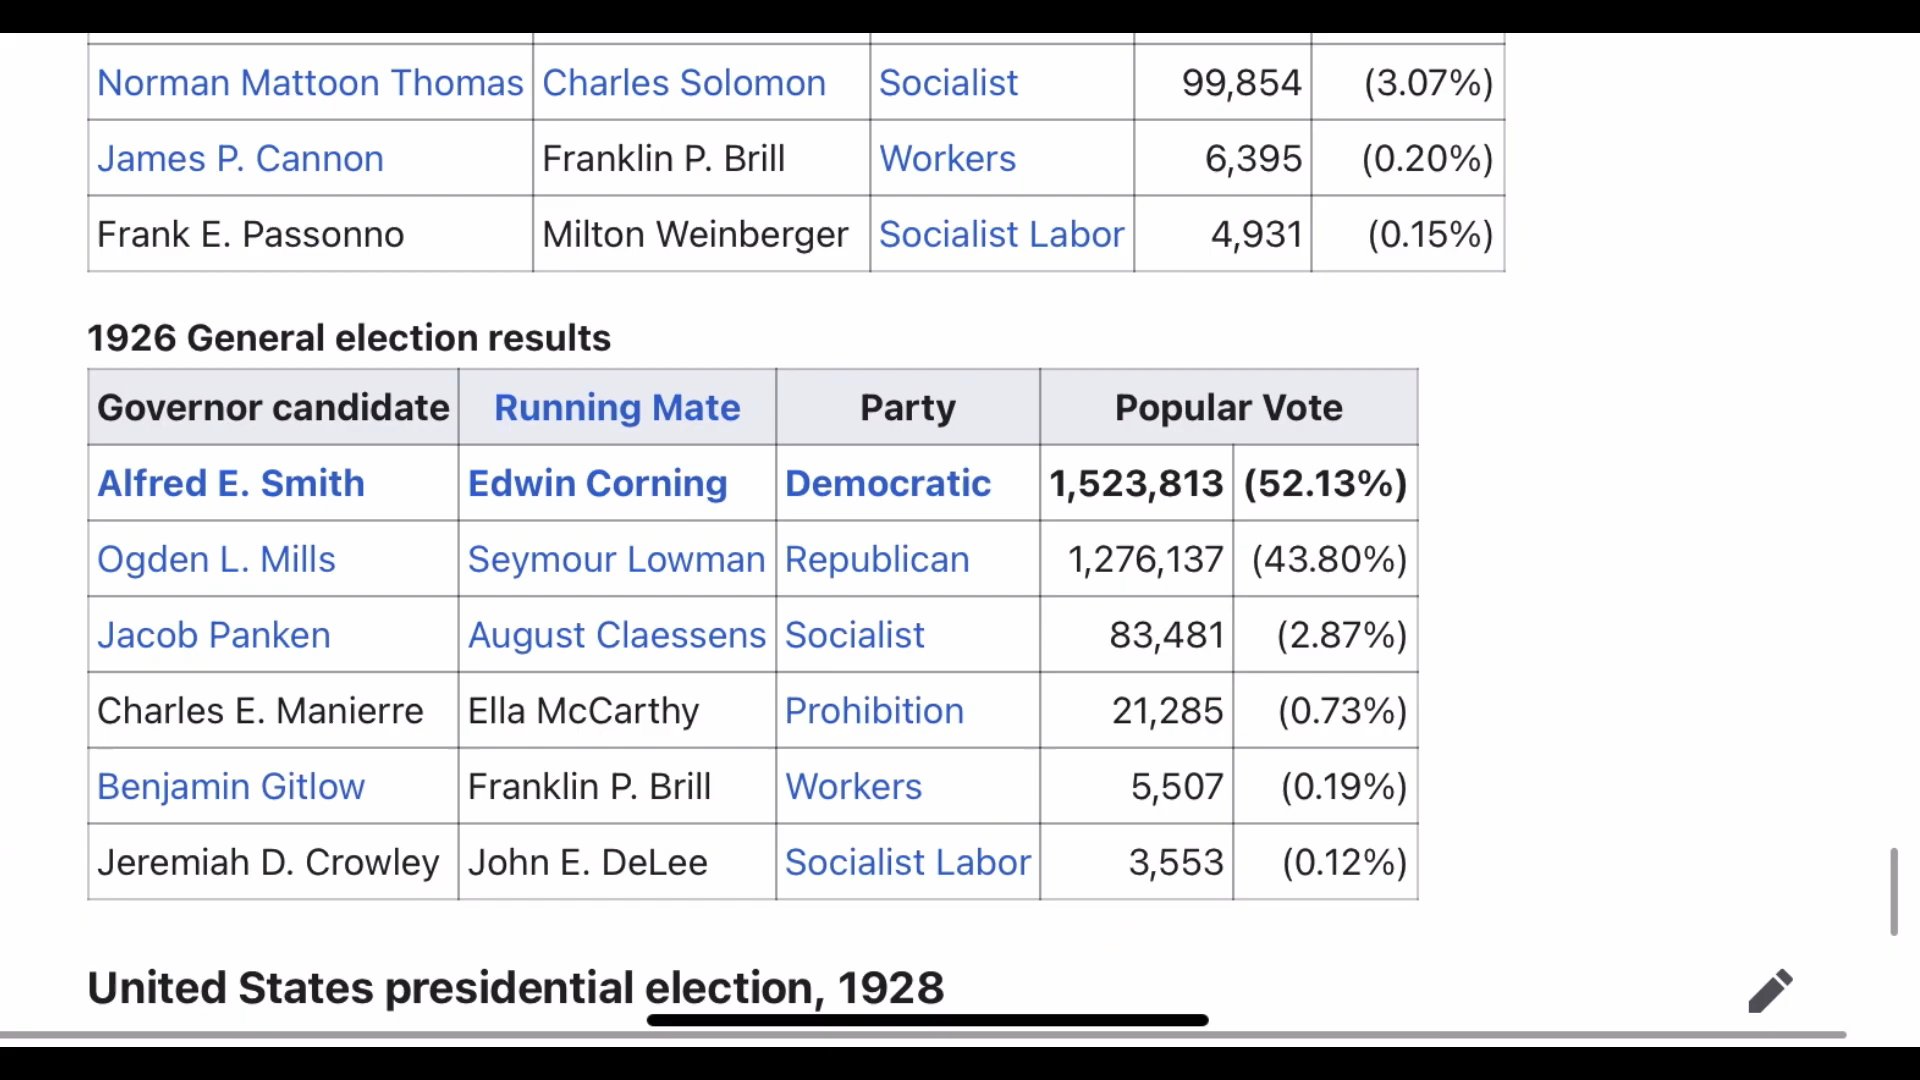 Norman Mattoon Thomas Charles Solomon Socialist 99,854 (3.07%)
James P. Cannon Franklin P. Brill Workers 6,395 (0.20%)
Frank E. Passonno Milton Weinberger Socialist Labor 4,931 (0.15%)
1926 General election results
Governor candidate Running Mate Party Popular Vote
Alfred E. Smith Edwin Corning Democratic 1,523,813 (52.13%)
Ogden L. Mills Seymour Lowman Republican 1,276,137 (43.80%)
Jacob Panken August Claessens Socialist 83,481 (2.87%)
Charles E. Manierre Ella McCarthy Prohibition 21,285 (0.73%)
Benjamin Gitlow Franklin P. Brill Workers 5,507 (0.19%)
Jeremiah D. Crowley John E. DeLee Socialist Labor 3,553 (0.12%)
United States presidential election, 1928